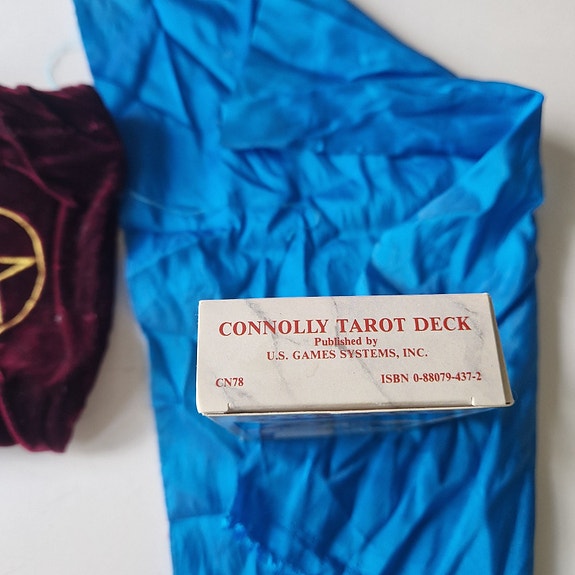 CONNOLLY TAROT DECK
Published by
U.S. GAMES SYSTEMS, INC.
CN78 ISBN 0-88079-437-2